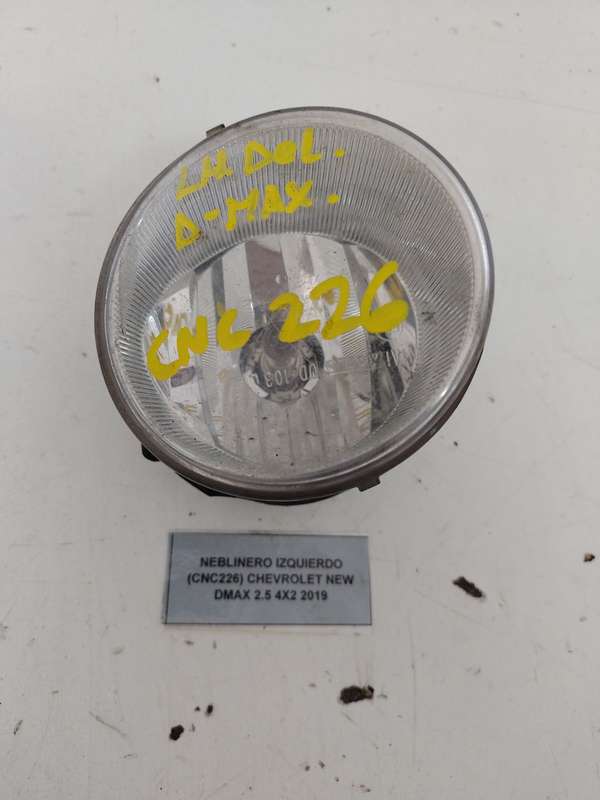 LH. DEL.
D-MAX.
CNC 226
NEBLINERO IZQUIERDO
(CNC226) CHEVROLET NEW
DMAX 2.5 4X2 2019